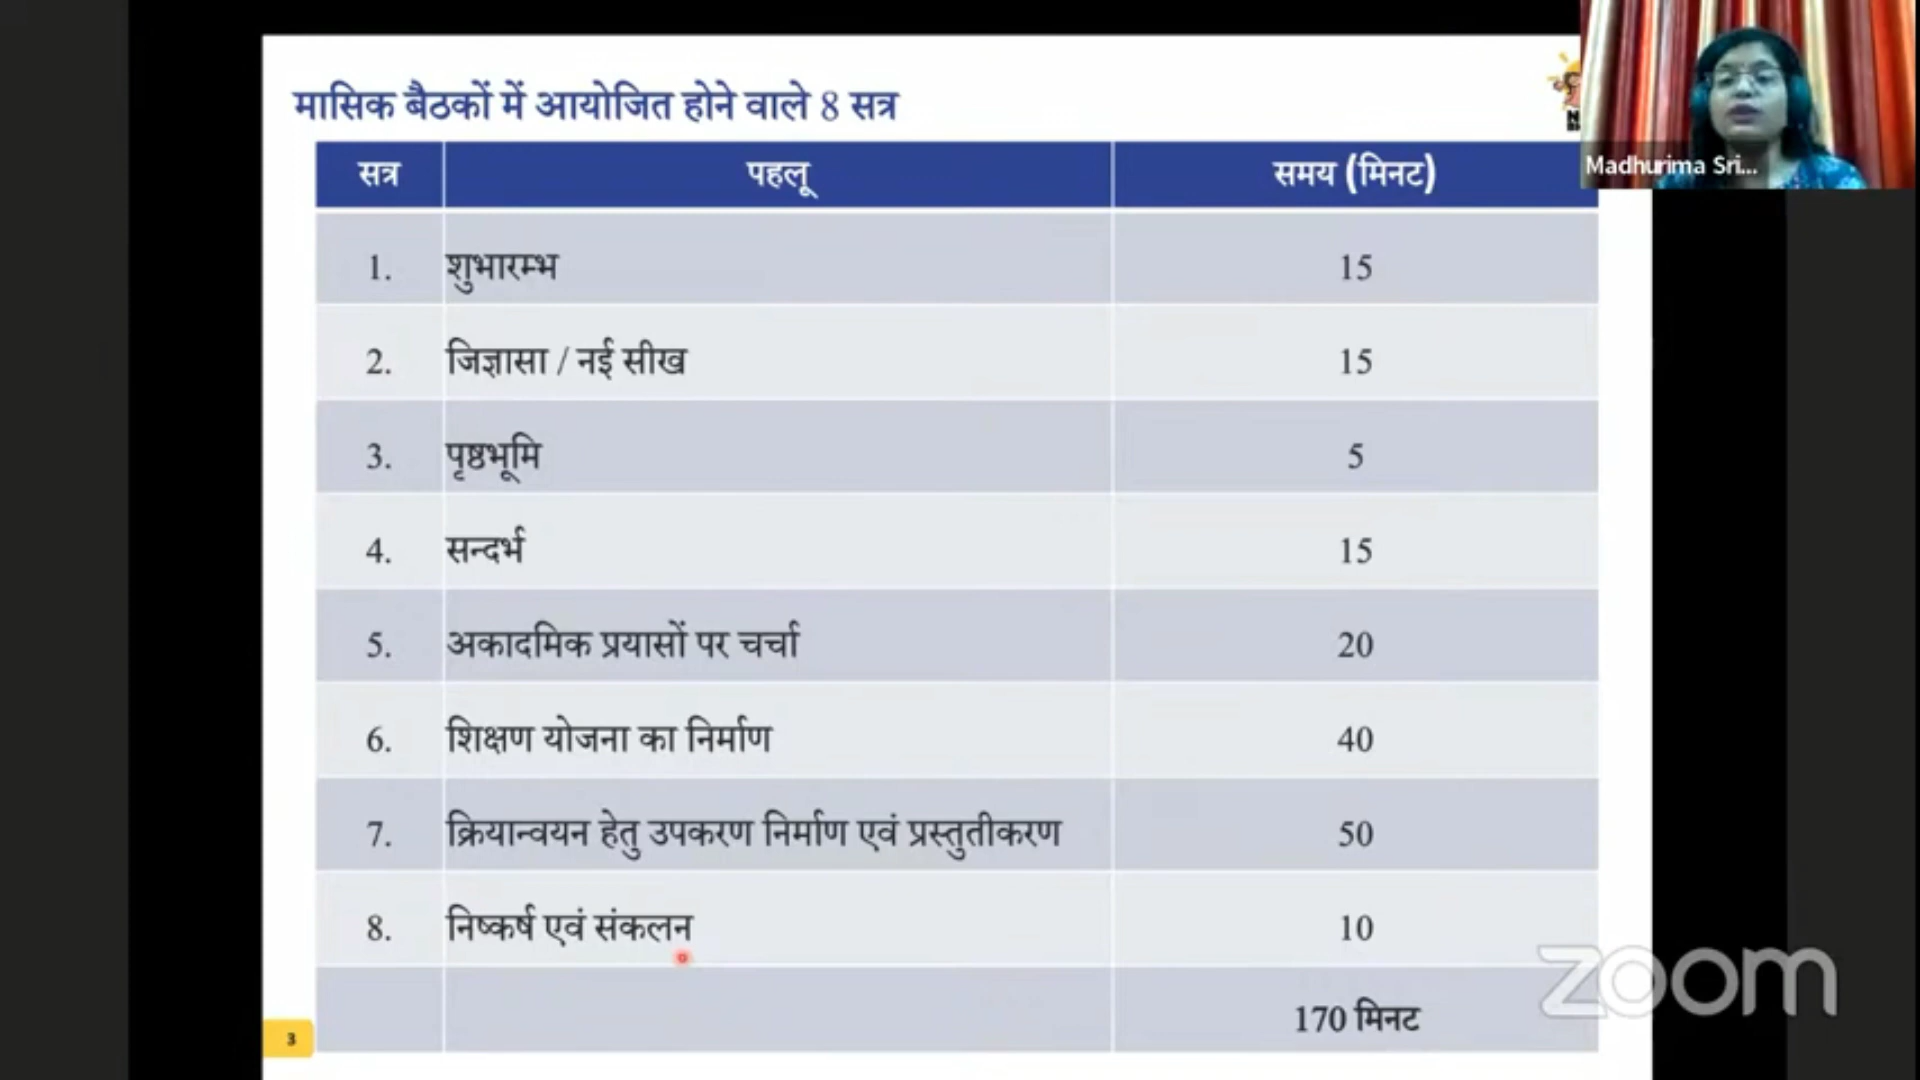 मासिक बैठकों में आयोजित होने वाले 8 सत्र
Madhurima Sri...
सत्र पहलू समय (मिनट)
1. शुभारम्भ 15
2. जिज्ञासा / नई सीख 15
3. पृष्ठभूमि 5
4. सन्दर्भ 15
5. अकादमिक प्रयासों पर चर्चा 20
6. शिक्षण योजना का निर्माण 40
7. क्रियान्वयन हेतु उपकरण निर्माण एवं प्रस्तुतीकरण 50
8. निष्कर्ष एवं संकलन 10
170 मिनट
3
zoom